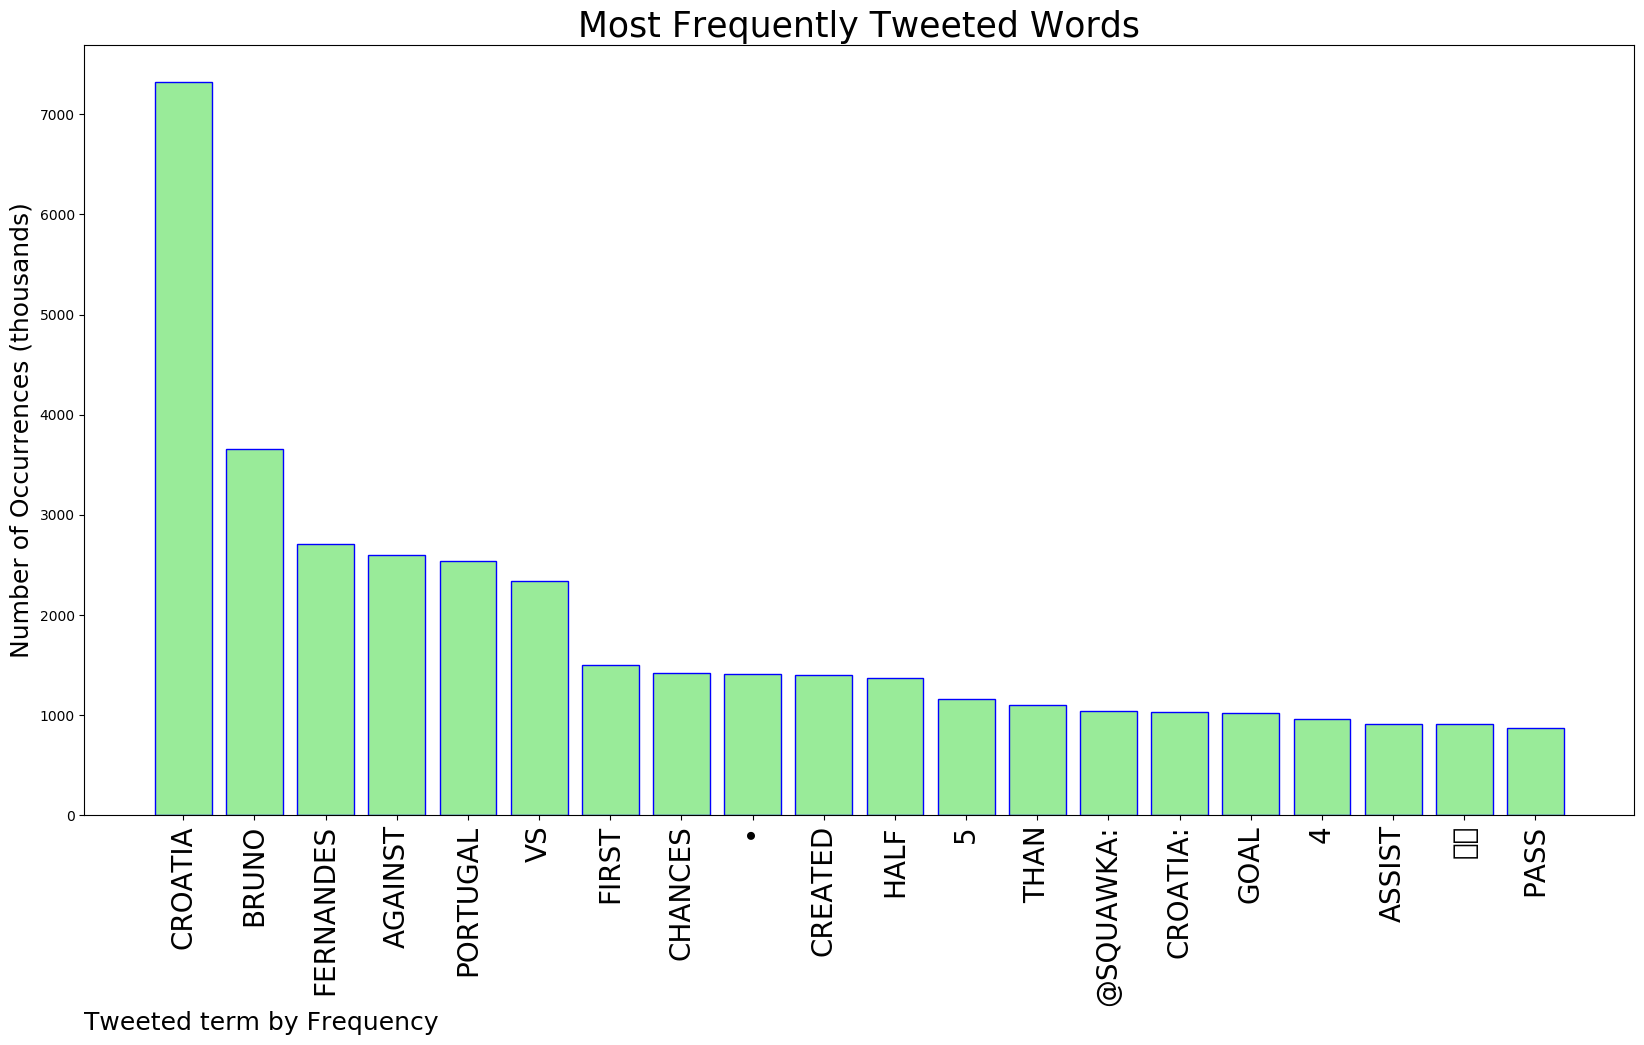 Most Frequently Tweeted Words
Number of Occurrences (thousands)
7000
6000
5000
4000
3000
2000
1000
0
CROATIA
BRUNO
FERNANDES
AGAINST
PORTUGAL
VS
FIRST
CHANCES
•
CREATED
HALF
5
THAN
@SQUAWKA:
CROATIA:
GOAL
4
ASSIST
PASS
Tweeted term by Frequency